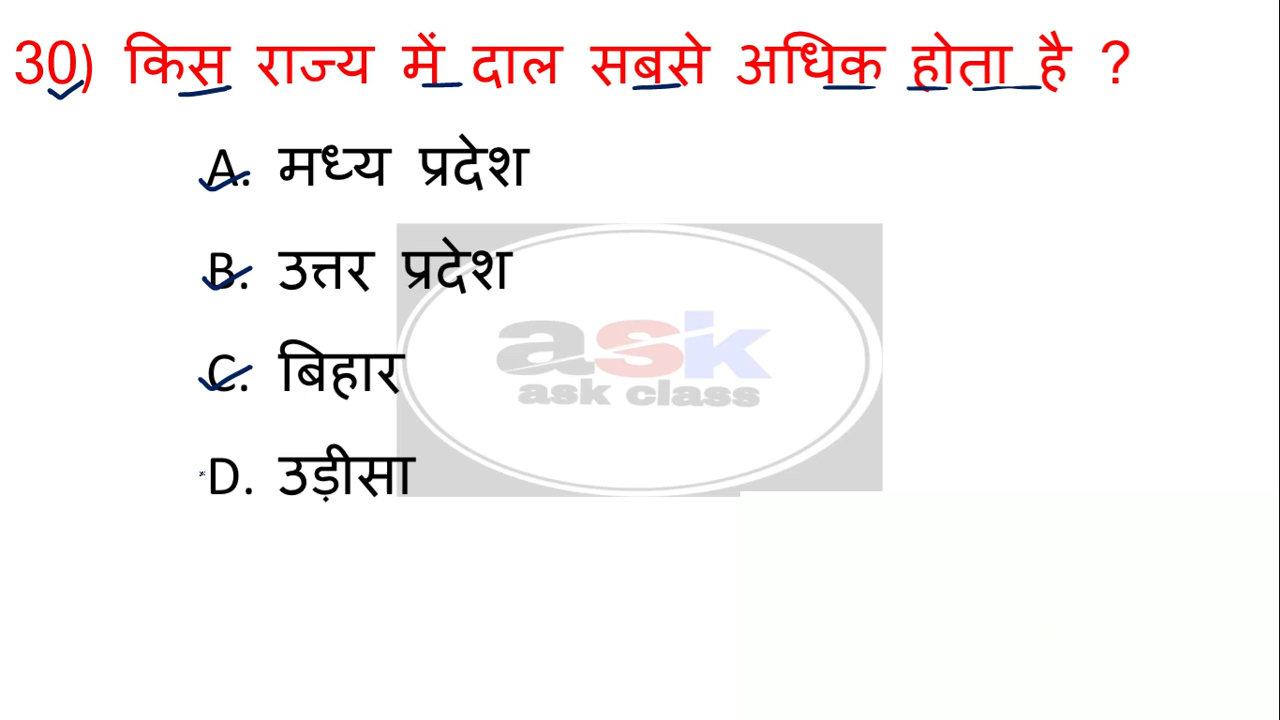 30) किस राज्य में दाल सबसे अधिक होता है ?
A. मध्य प्रदेश
B. उत्तर प्रदेश
C. बिहार
D. उड़ीसा
ask
ask class